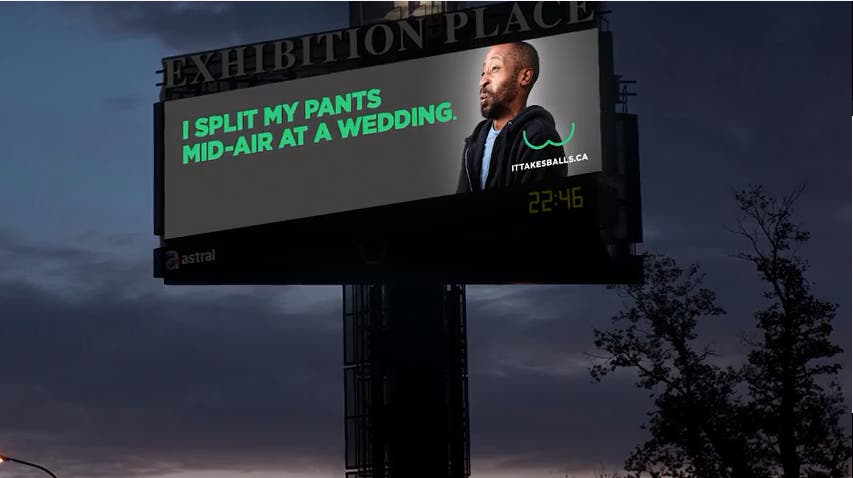 EXHIBITION PLACE
I SPLIT MY PANTS
MID-AIR AT A WEDDING.
ITTAKESBALLS.CA
22:46
astral